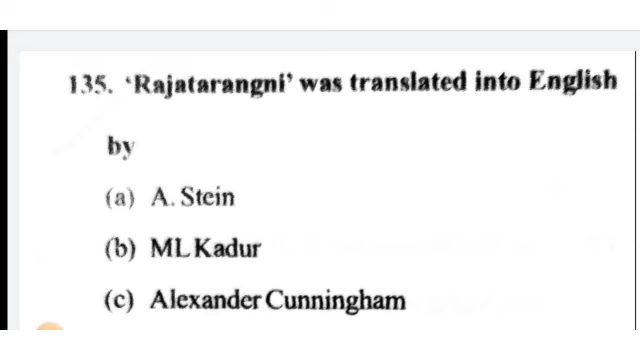 135. ‘Rajatarangni’ was translated into English
by
(a) A. Stein
(b) ML Kadur
(c) Alexander Cunningham